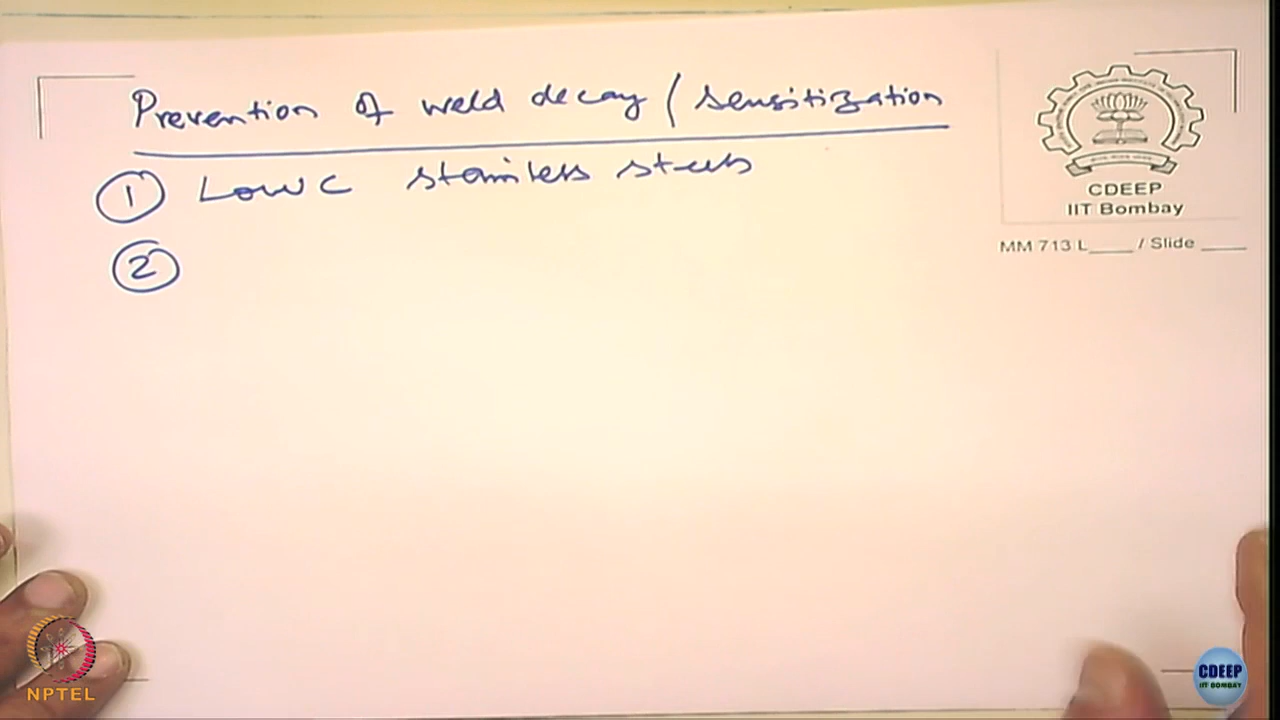 Prevention of weld decay / sensitization
① Low C stainless steels
②
CDEEP
IIT Bombay
MM 713 L____ / Slide ____
NPTEL
CDEEP
IIT BOMBAY